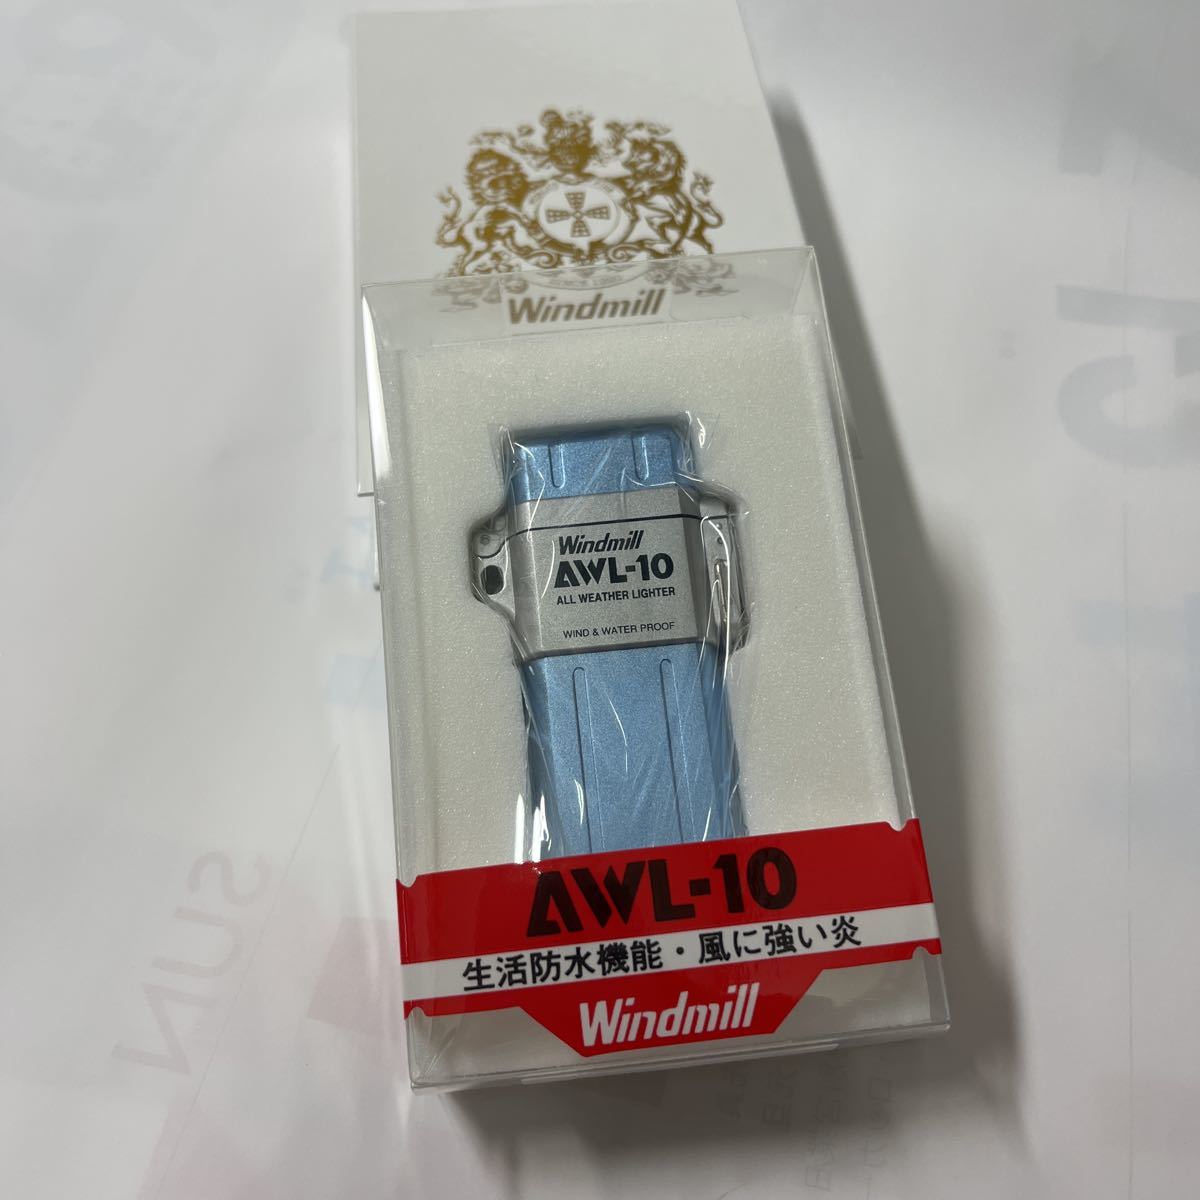 Windmill
Windmill
AWL-10
ALL WEATHER LIGHTER
WIND & WATER PROOF
AWL-10
生活防水機能・風に強い炎
Windmill
SUN